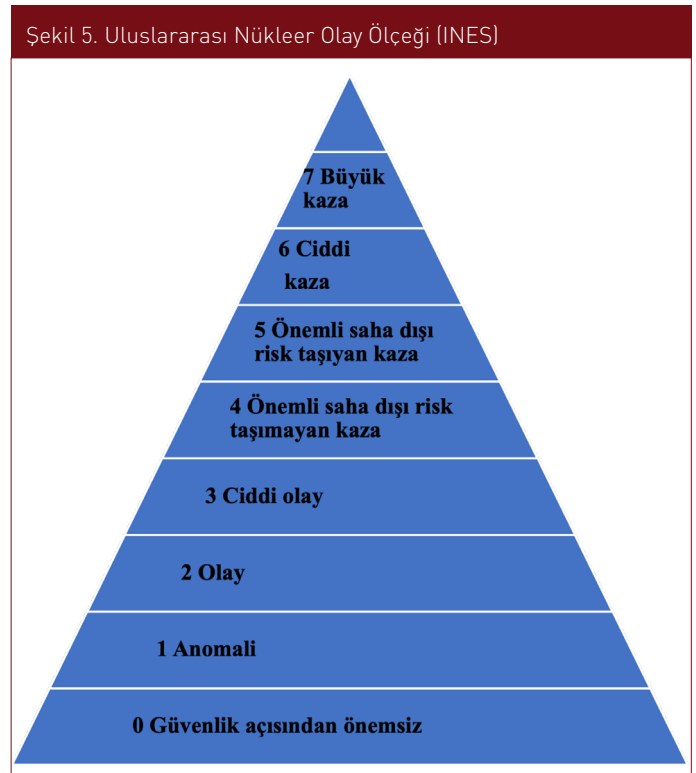 Şekil 5. Uluslararası Nükleer Olay Ölçeği (INES)
7 Büyük
kaza
6 Ciddi
kaza
5 Önemli saha dışı
risk taşıyan kaza
4 Önemli saha dışı risk
taşımayan kaza
3 Ciddi olay
2 Olay
1 Anomali
0 Güvenlik açısından önemsiz